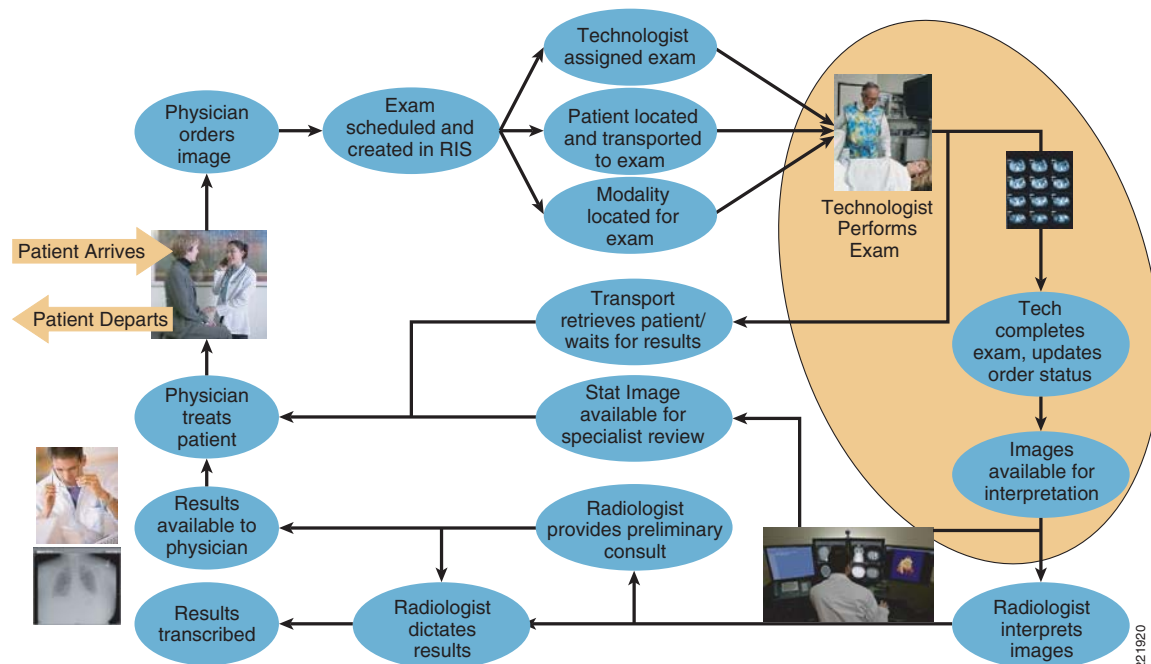 Technologist
assigned exam
Physician
orders
image
Exam
scheduled and
created in RIS
Patient located
and transported
to exam
Modality
located for
exam
Technologist
Performs
Exam
Patient Arrives
Patient Departs
Transport
retrieves patient/
waits for results
Tech
completes
exam, updates
order status
Physician
treats
patient
Stat Image
available for
specialist review
Images
available for
interpretation
Results
available to
physician
Radiologist
provides preliminary
consult
Results
transcribed
Radiologist
dictates
results
Radiologist
interprets
images
221920